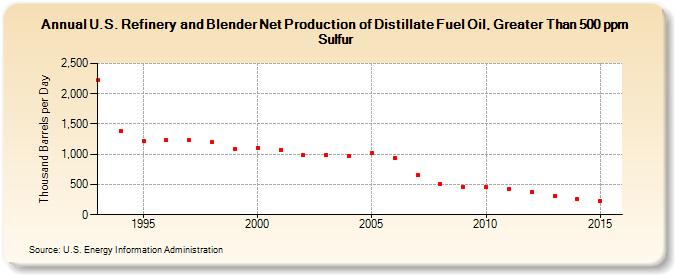 Annual U.S. Refinery and Blender Net Production of Distillate Fuel Oil, Greater Than 500 ppm
Sulfur
Thousand Barrels per Day
2,500
2,000
1,500
1,000
500
0
1995
2000
2005
2010
2015
Source: U.S. Energy Information Administration